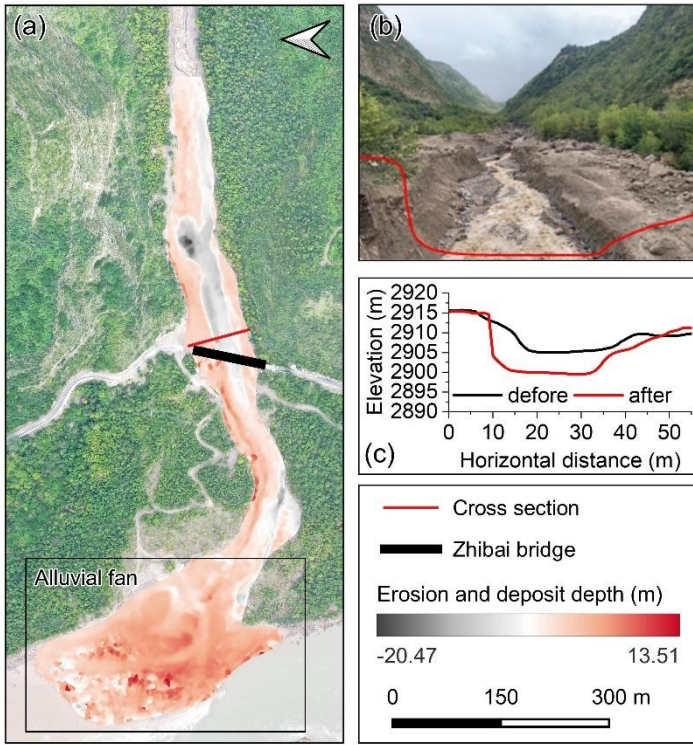 (a)
Alluvial fan
(b)
Elevation (m)
2920
2915
2910
2905
2900
2895
2890
defore
after
0
10
20
30
40
50
(c)
Horizontal distance (m)
Cross section
Zhibai bridge
Erosion and deposit depth (m)
-20.47
13.51
0
150
300 m